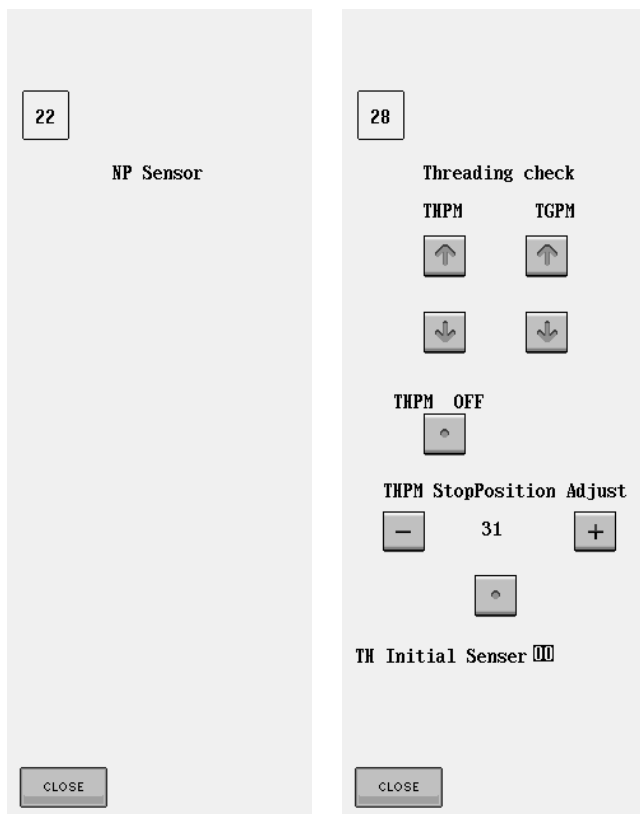 22
NP Sensor
CLOSE
28
Threading check
THPM TGPM
THPM OFF
THPM StopPosition Adjust
− 31 +
TH Initial Senser
CLOSE